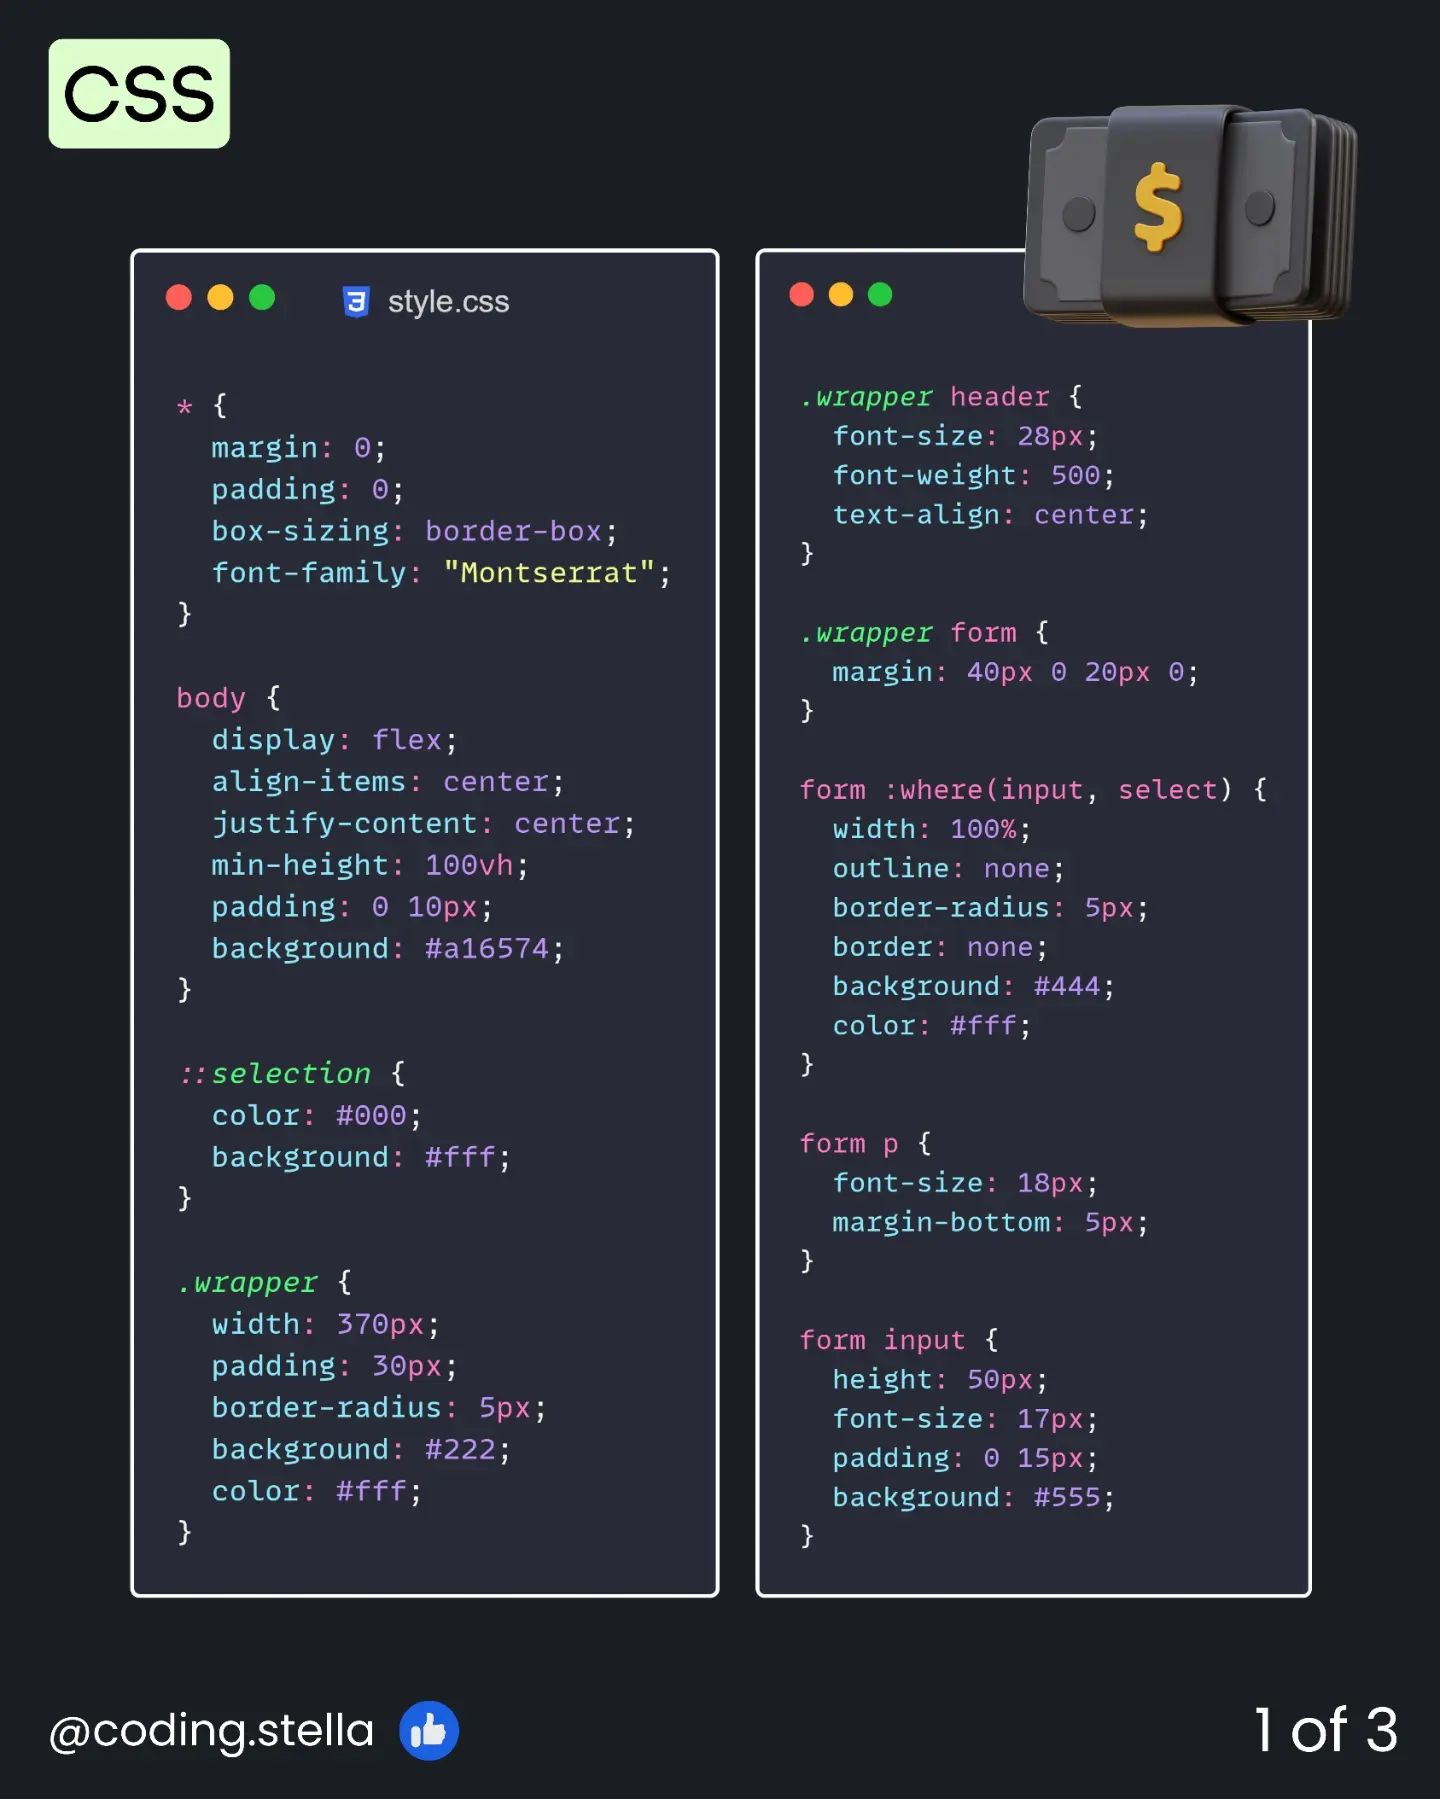 CSS
style.css
* {
  margin: 0;
  padding: 0;
  box-sizing: border-box;
  font-family: "Montserrat";
}
body {
  display: flex;
  align-items: center;
  justify-content: center;
  min-height: 100vh;
  padding: 0 10px;
  background: #a16574;
}
::selection {
  color: #000;
  background: #fff;
}
.wrapper {
  width: 370px;
  padding: 30px;
  border-radius: 5px;
  background: #222;
  color: #fff;
}
$
.wrapper header {
  font-size: 28px;
  font-weight: 500;
  text-align: center;
}
.wrapper form {
  margin: 40px 0 20px 0;
}
form :where(input, select) {
  width: 100%;
  outline: none;
  border-radius: 5px;
  border: none;
  background: #444;
  color: #fff;
}
form p {
  font-size: 18px;
  margin-bottom: 5px;
}
form input {
  height: 50px;
  font-size: 17px;
  padding: 0 15px;
  background: #555;
}
@coding.stella
1 of 3